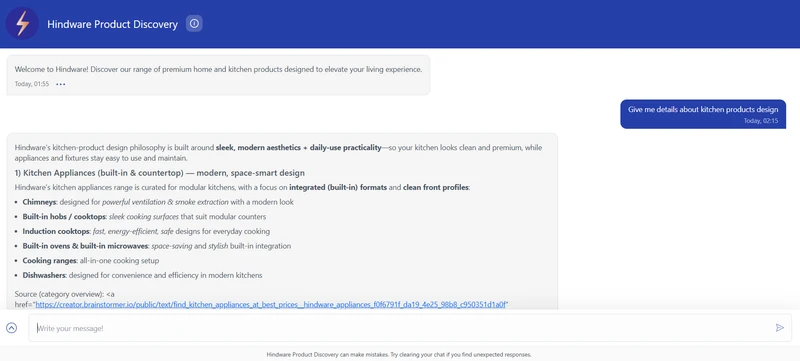 Hindware Product Discovery
Welcome to Hindware! Discover our range of premium home and kitchen products designed to elevate your living experience.
Today, 01:55
Give me details about kitchen products design
Today, 02:15
Hindware's kitchen-product design philosophy is built around sleek, modern aesthetics + daily-use practicality—so your kitchen looks clean and premium, while
appliances and fixtures stay easy to use and maintain.
1) Kitchen Appliances (built-in & countertop) — modern, space-smart design
Hindware's kitchen appliances range is curated for modular kitchens, with a focus on integrated (built-in) formats and clean front profiles:
• Chimneys: designed for powerful ventilation & smoke extraction with a modern look
• Built-in hobs / cooktops: sleek cooking surfaces that suit modular counters
• Induction cooktops: fast, energy-efficient, safe designs for everyday cooking
• Built-in ovens & built-in microwaves: space-saving and stylish built-in integration
• Cooking ranges: all-in-one cooking setup
• Dishwashers: designed for convenience and efficiency in modern kitchens
Source (category overview): <a
href="https://creator.brainstormer.io/public/text/find_kitchen_appliances_at_best_prices__hindware_appliances_f0f6791f_da19_4e25_98b8_c950351d1a0f"
Write your message!
Hindware Product Discovery can make mistakes. Try clearing your chat if you find unexpected responses.